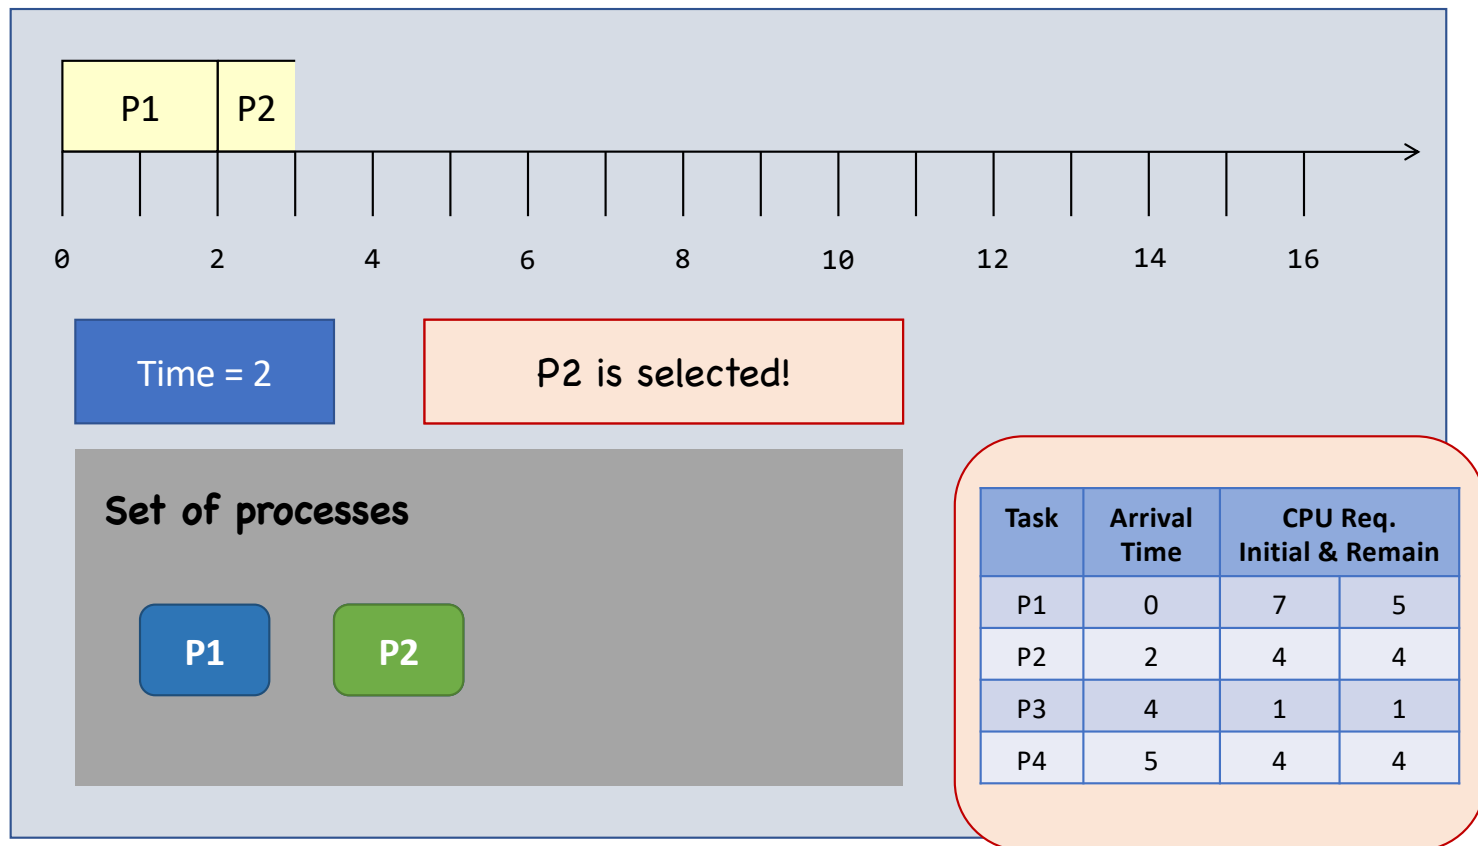 P1 P2
0 2 4 6 8 10 12 14 16
Time = 2
P2 is selected!
Set of processes
P1 P2
Task Arrival Time CPU Req. Initial & Remain
P1 0 7 5
P2 2 4 4
P3 4 1 1
P4 5 4 4